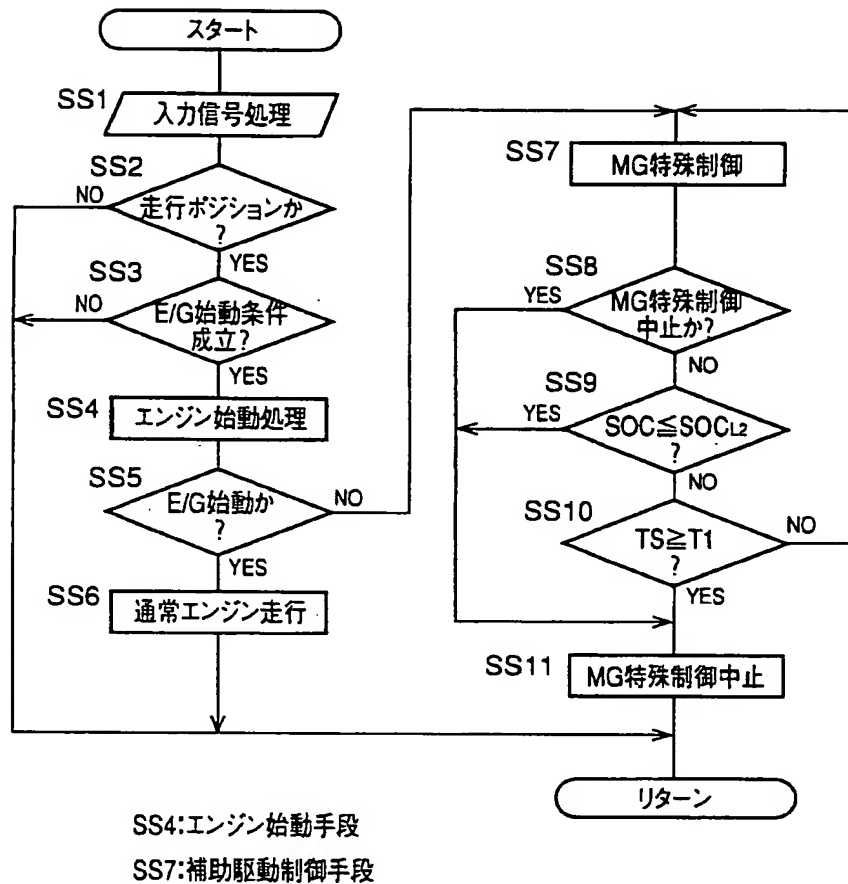 スタート
SS1
入力信号処理
SS2
NO
走行ポジションか
?
YES
SS3
NO
E/G始動条件
成立?
YES
SS4
エンジン始動処理
SS5
E/G始動か
?
NO
YES
SS6
通常エンジン走行
SS7
MG特殊制御
SS8
YES
MG特殊制御
中止か?
NO
SS9
YES
SOC≦SOCL2
?
NO
SS10
TS≧T1
?
NO
YES
SS11
MG特殊制御中止
リターン
SS4:エンジン始動手段
SS7:補助駆動制御手段